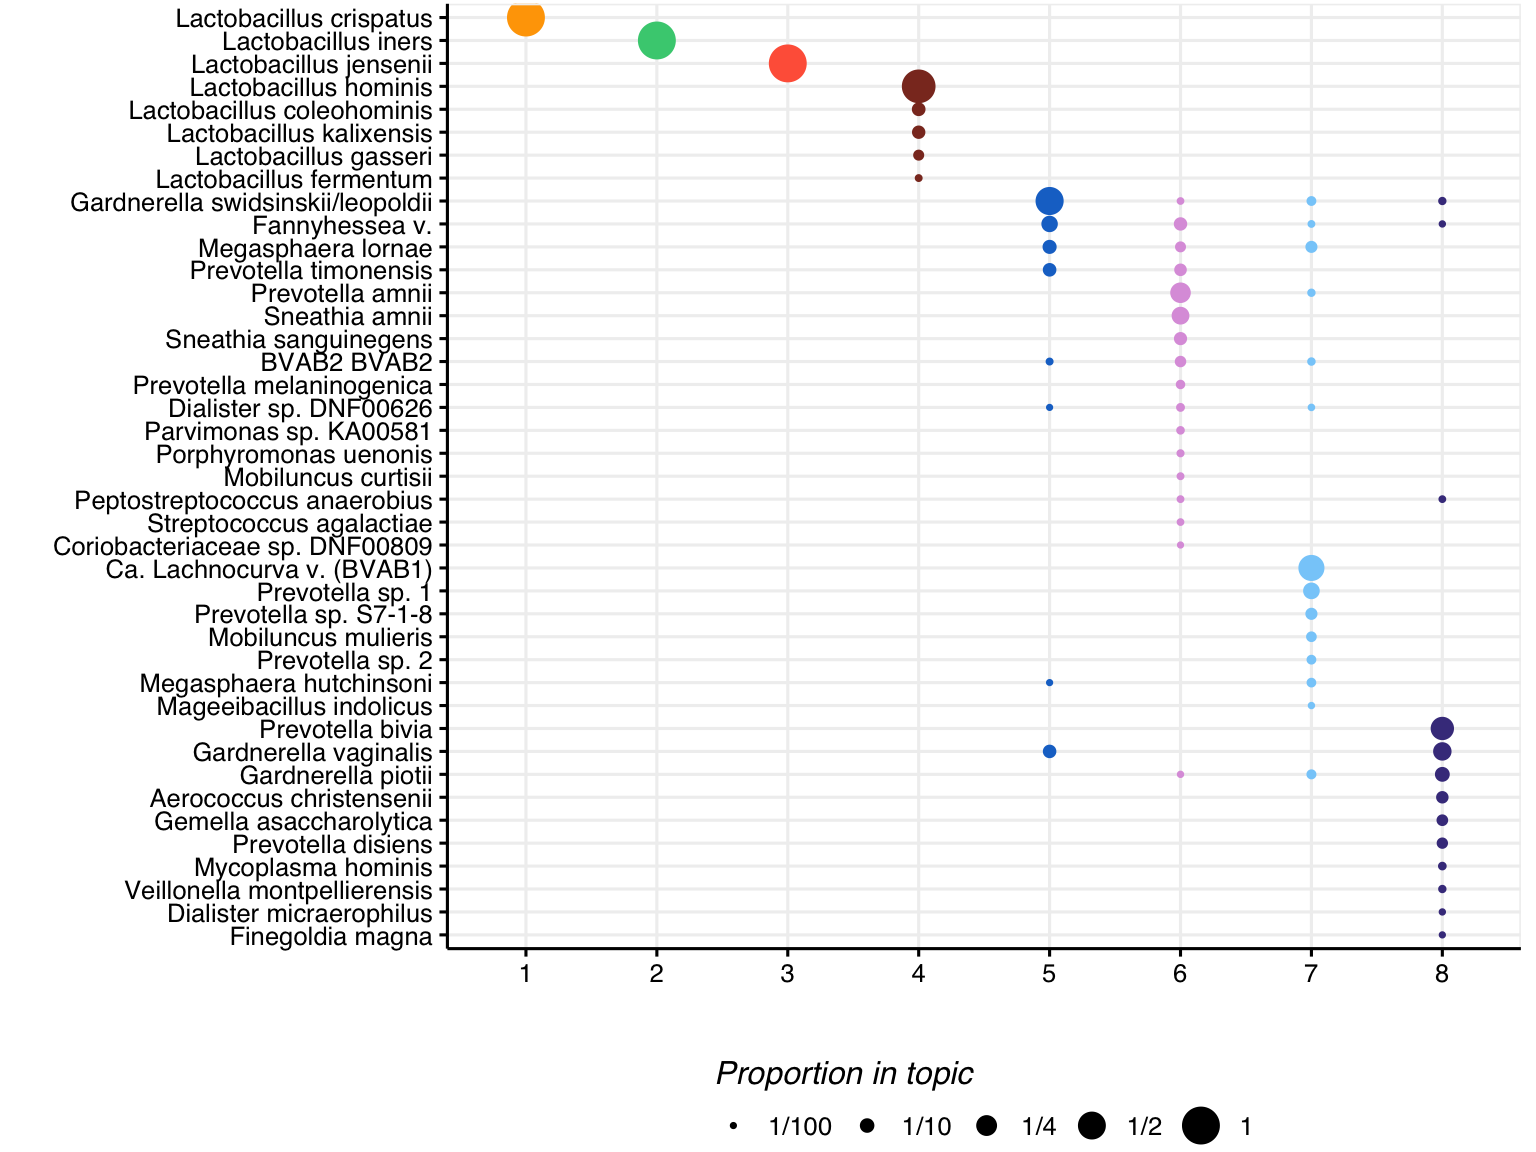 Lactobacillus crispatus
Lactobacillus iners
Lactobacillus jensenii
Lactobacillus hominis
Lactobacillus coleohominis
Lactobacillus kalixensis
Lactobacillus gasseri
Lactobacillus fermentum
Gardnerella swidsinskii/leopoldii
Fannyhessea v.
Megasphaera lornae
Prevotella timonensis
Prevotella amnii
Sneathia amnii
Sneathia sanguinegens
BVAB2 BVAB2
Prevotella melaninogenica
Dialister sp. DNF00626
Parvimonas sp. KA00581
Porphyromonas uenonis
Mobiluncus curtisii
Peptostreptococcus anaerobius
Streptococcus agalactiae
Coriobacteriaceae sp. DNF00809
Ca. Lachnocurva v. (BVAB1)
Prevotella sp. 1
Prevotella sp. S7-1-8
Mobiluncus mulieris
Prevotella sp. 2
Megasphaera hutchinsoni
Mageeibacillus indolicus
Prevotella bivia
Gardnerella vaginalis
Gardnerella piotii
Aerococcus christensenii
Gemella asaccharolytica
Prevotella disiens
Mycoplasma hominis
Veillonella montpellierensis
Dialister micraerophilus
Finegoldia magna
1 2 3 4 5 6 7 8
Proportion in topic
1/100 1/10 1/4 1/2 1